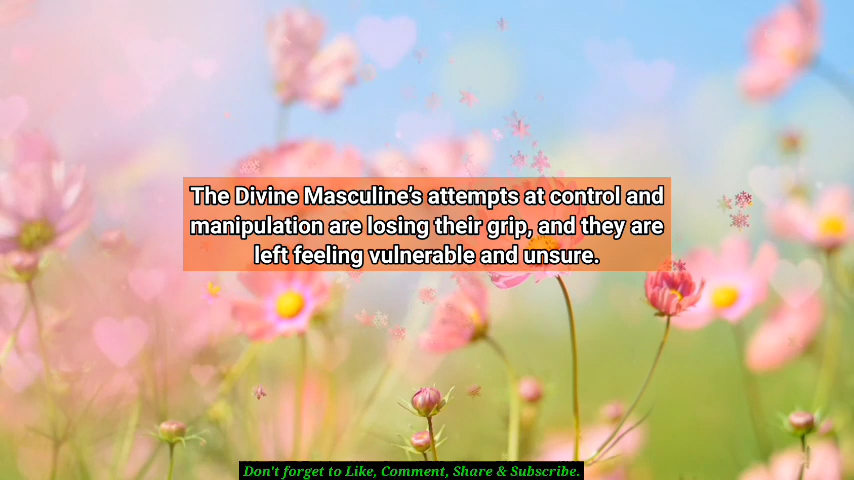 The Divine Masculine’s attempts at control and
manipulation are losing their grip, and they are
left feeling vulnerable and unsure.
Don't forget to Like, Comment, Share & Subscribe.